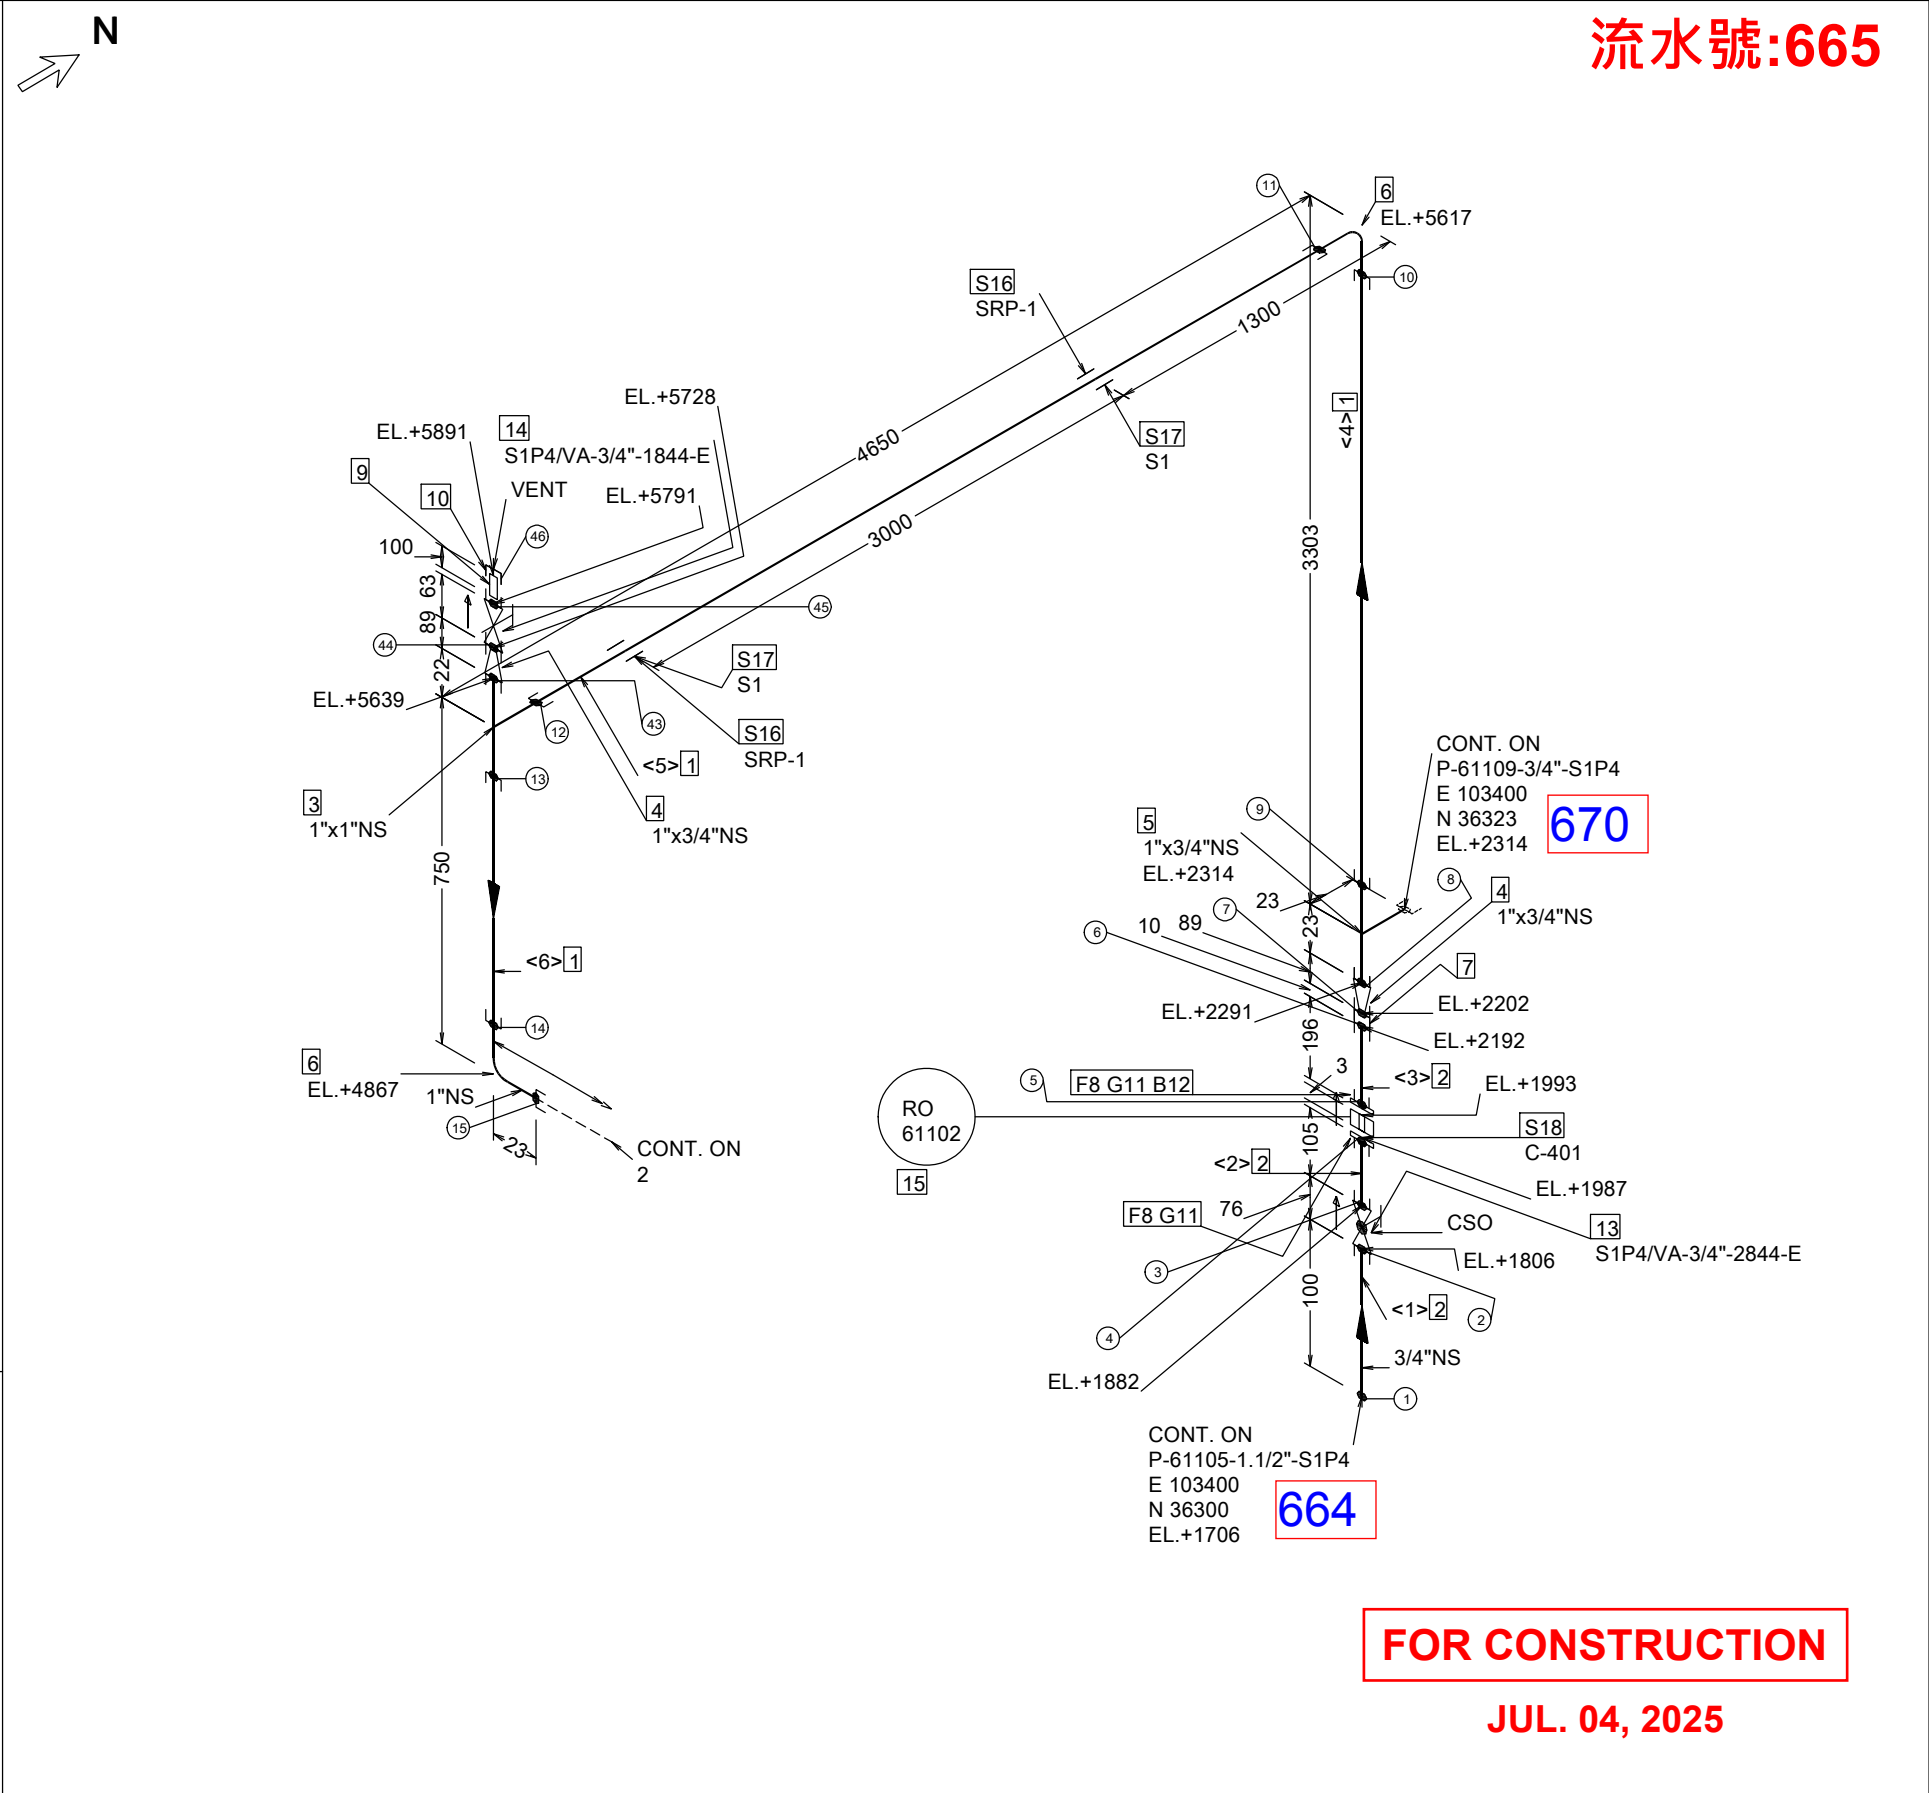 N
流水號:665
11
6
EL.+5617
10
S16
SRP-1
1300
4650
3000
3303
<4>1
S17
S1
EL.+5728
EL.+5891
14
S1P4/VA-3/4"-1844-E
VENT
9
10
EL.+5791
46
100
63
89
22
45
44
EL.+5639
S17
S1
43
12
S16
SRP-1
<5>1
13
3
1"x1"NS
4
1"x3/4"NS
750
<6>1
14
6
EL.+4867
1"NS
15
23
CONT. ON
2
CONT. ON
P-61109-3/4"-S1P4
E 103400
N 36323
EL.+2314
670
5
1"x3/4"NS
EL.+2314
9
8
4
1"x3/4"NS
23
7
23
6
10
89
7
EL.+2291
EL.+2202
EL.+2192
196
3
5
F8 G11 B12
<3>2
EL.+1993
RO
61102
15
S18
C-401
105
<2>2
EL.+1987
F8 G11
76
CSO
13
S1P4/VA-3/4"-2844-E
EL.+1806
3
100
<1>2
2
4
3/4"NS
EL.+1882
1
CONT. ON
P-61105-1.1/2"-S1P4
E 103400
N 36300
EL.+1706
664
FOR CONSTRUCTION
JUL. 04, 2025